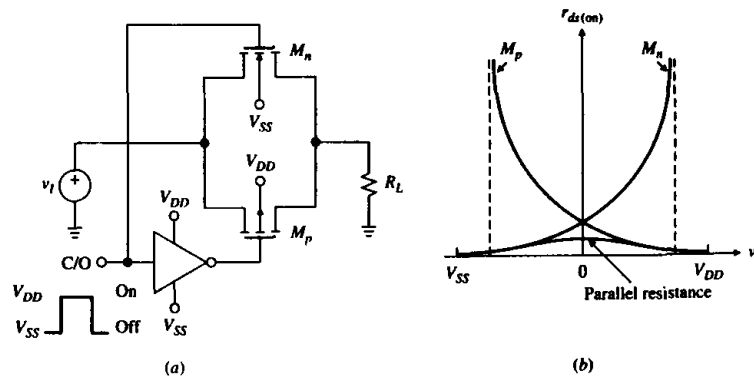 M_n
V_SS
V_DD
v_I
+
R_L
V_DD
M_p
C/O
V_DD
On
V_SS
V_SS
Off
(a)
r_ds(on)
M_p
M_n
V_SS
0
V_DD
v
Parallel resistance
(b)